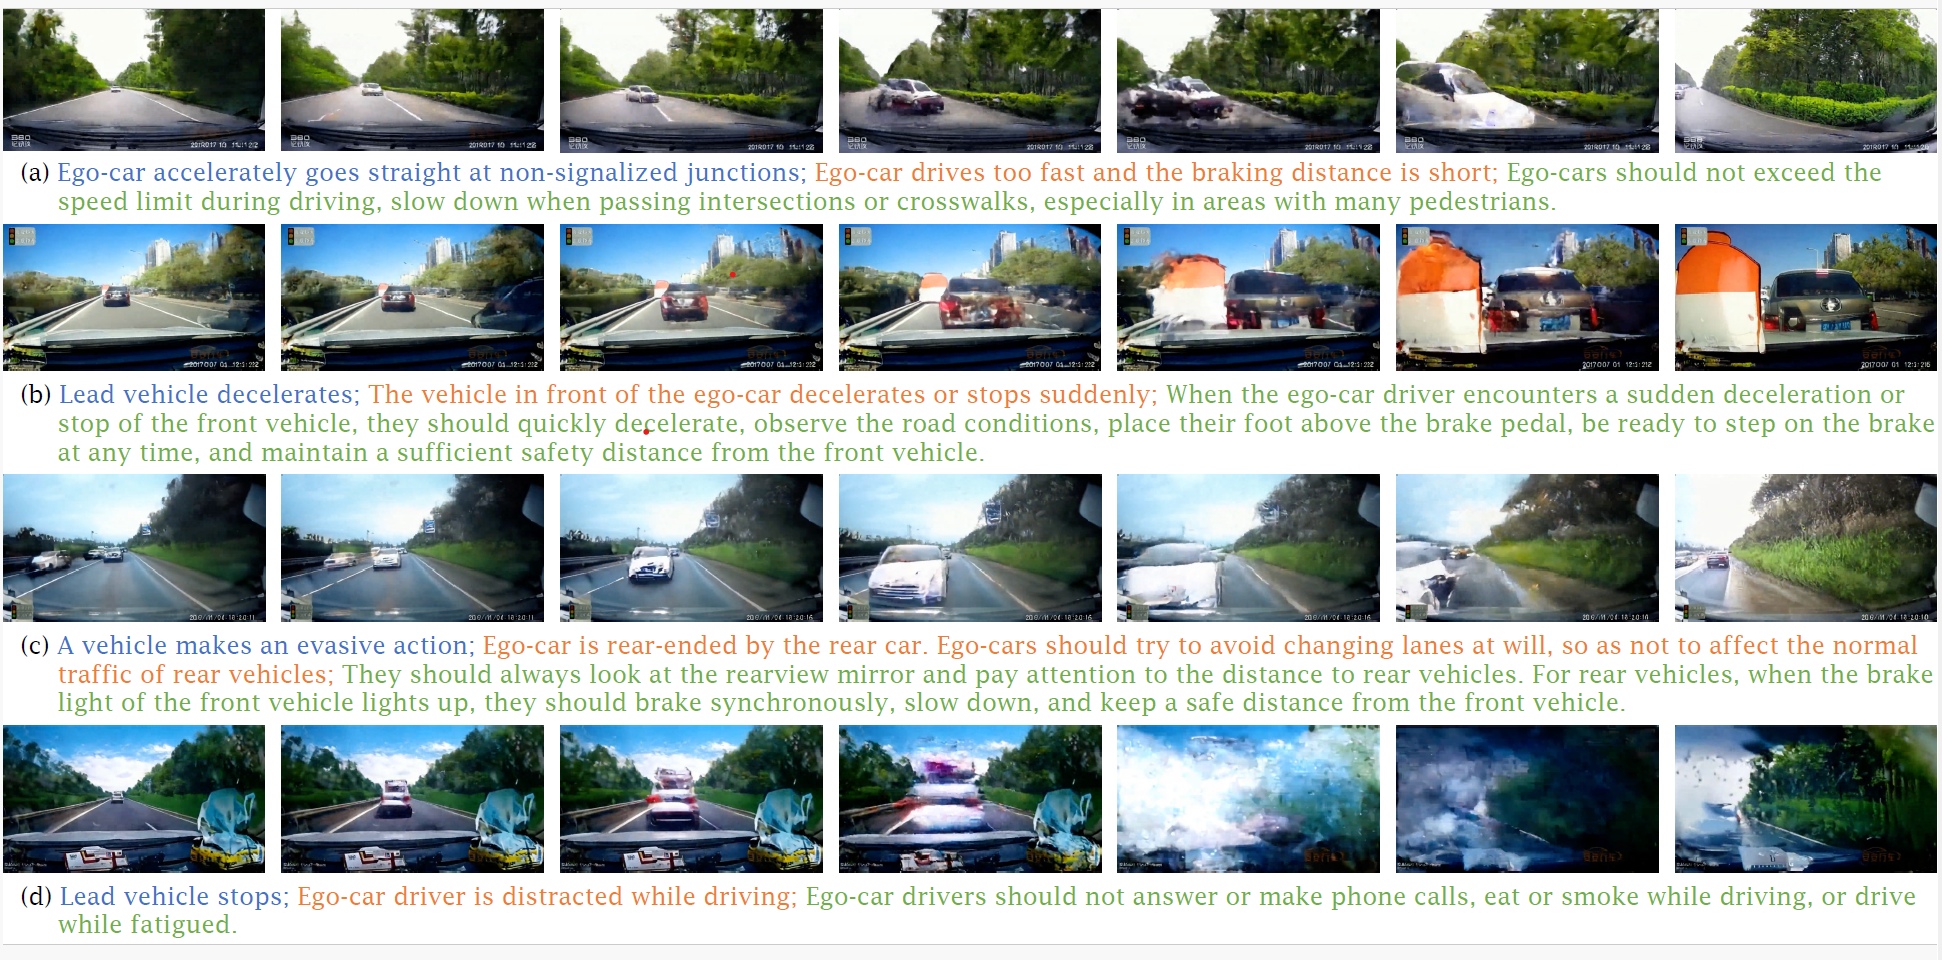 (a) Ego-car accelerately goes straight at non-signalized junctions; Ego-car drives too fast and the braking distance is short; Ego-cars should not exceed the
speed limit during driving, slow down when passing intersections or crosswalks, especially in areas with many pedestrians.
(b) Lead vehicle decelerates; The vehicle in front of the ego-car decelerates or stops suddenly; When the ego-car driver encounters a sudden deceleration or
stop of the front vehicle, they should quickly decelerate, observe the road conditions, place their foot above the brake pedal, be ready to step on the brake
at any time, and maintain a sufficient safety distance from the front vehicle.
(c) A vehicle makes an evasive action; Ego-car is rear-ended by the rear car. Ego-cars should try to avoid changing lanes at will, so as not to affect the normal
traffic of rear vehicles; They should always look at the rearview mirror and pay attention to the distance to rear vehicles. For rear vehicles, when the brake
light of the front vehicle lights up, they should brake synchronously, slow down, and keep a safe distance from the front vehicle.
(d) Lead vehicle stops; Ego-car driver is distracted while driving; Ego-car drivers should not answer or make phone calls, eat or smoke while driving, or drive
while fatigued.